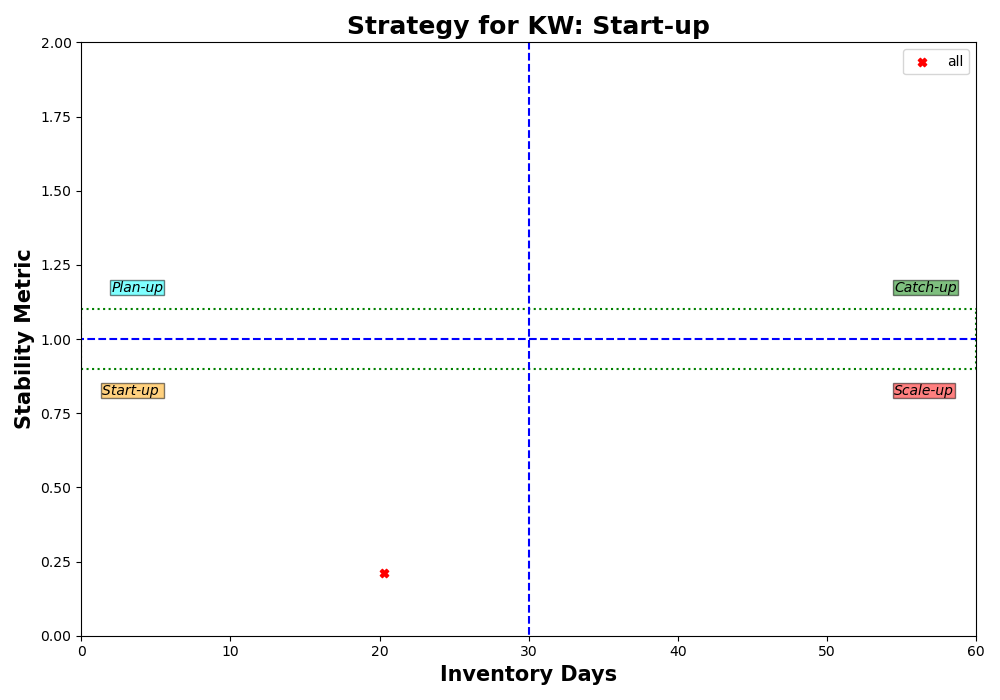 Strategy for KW: Start-up
2.00
all
1.75
1.50
1.25
Plan-up
Catch-up
1.00
Start-up
Scale-up
0.75
0.50
0.25
0.00
Stability Metric
0 10 20 30 40 50 60
Inventory Days